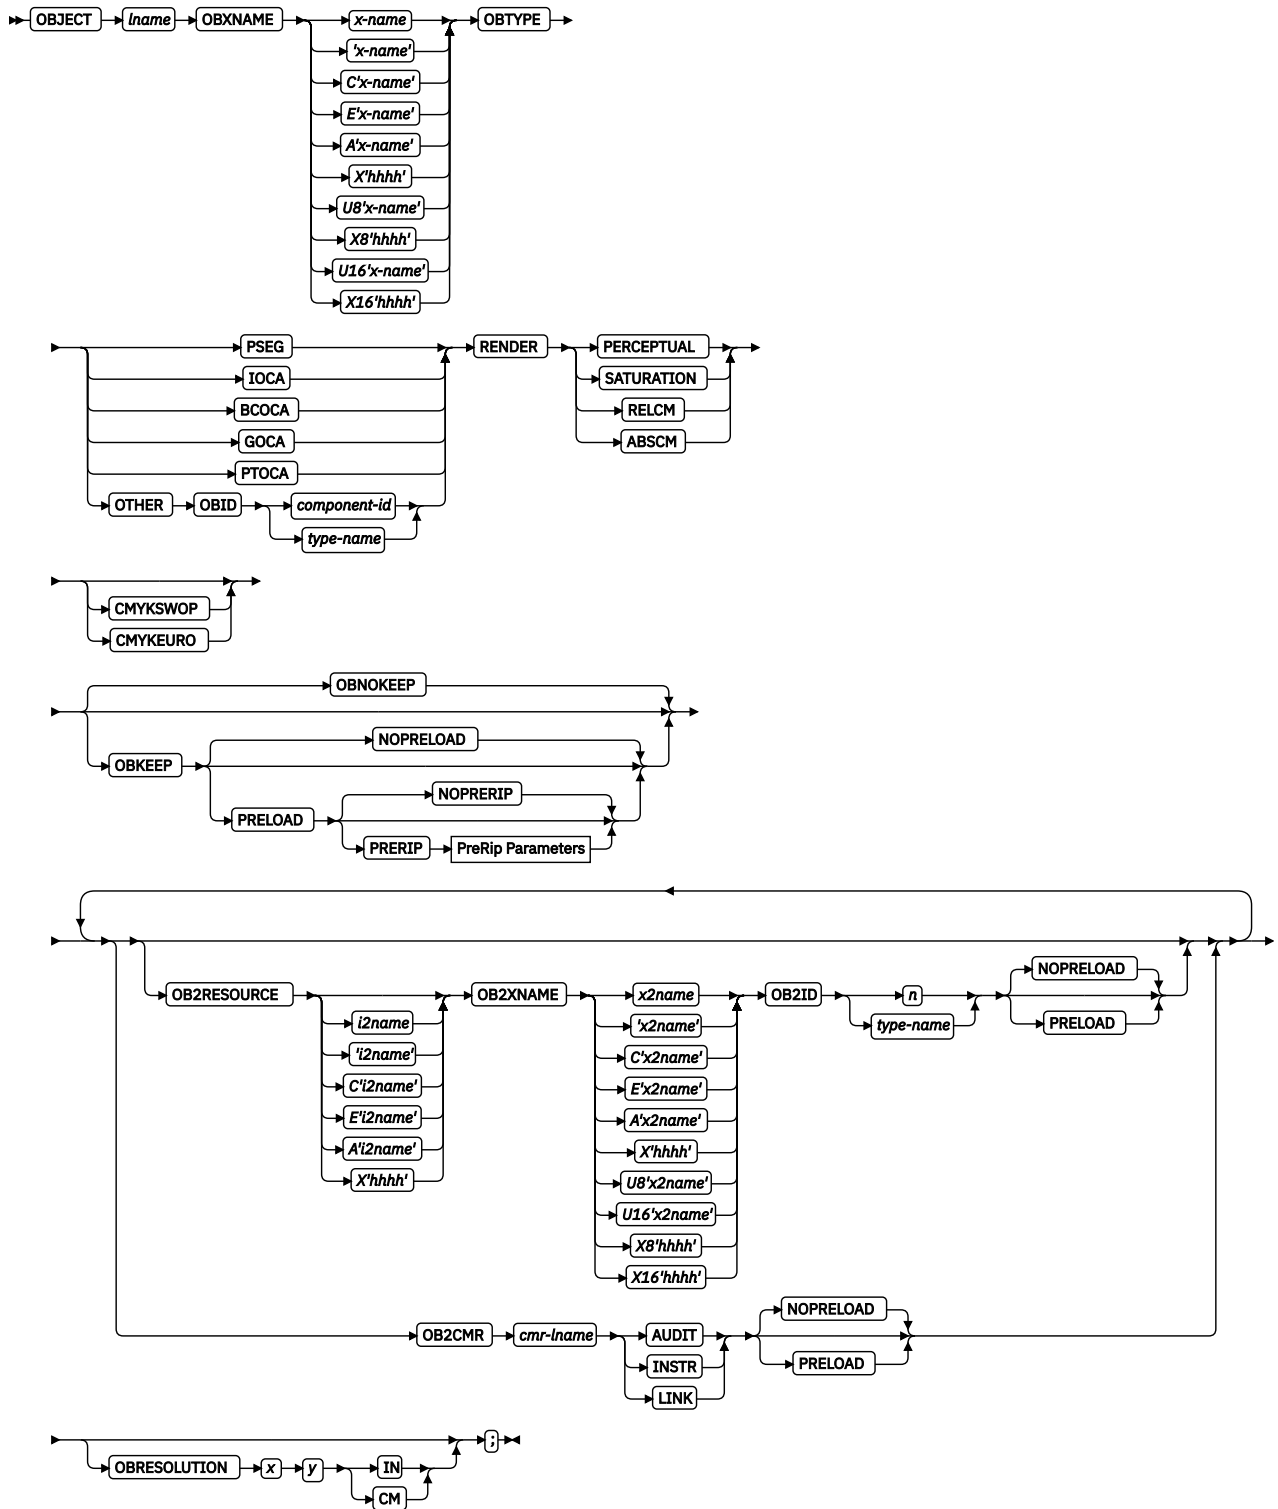 OBJECT lname OBXNAME x-name OBTYPE
'x-name'
C'x-name'
E'x-name'
A'x-name'
X'hhhh'
U8'x-name'
X8'hhhh'
U16'x-name'
X16'hhhh'
PSEG RENDER PERCEPTUAL
IOCA SATURATION
BCOCA RELCM
GOCA ABSCM
PTOCA
OTHER OBID component-id
type-name
CMYKSWOP
CMYKEURO
OBNOKEEP
NOPRELOAD
OBKEEP
NOPRERIP
PRELOAD
PRERIP PreRip Parameters
NOPRELOAD
OB2RESOURCE OB2XNAME x2name OB2ID n
i2name 'x2name' type-name PRELOAD
'i2name' C'x2name'
C'i2name' E'x2name'
E'i2name' A'x2name'
A'i2name' X'hhhh'
X'hhhh' U8'x2name'
U16'x2name'
X8'hhhh'
X16'hhhh'
NOPRELOAD
OB2CMR cmr-lname AUDIT
INSTR PRELOAD
LINK
;
OBRESOLUTION x y IN
CM